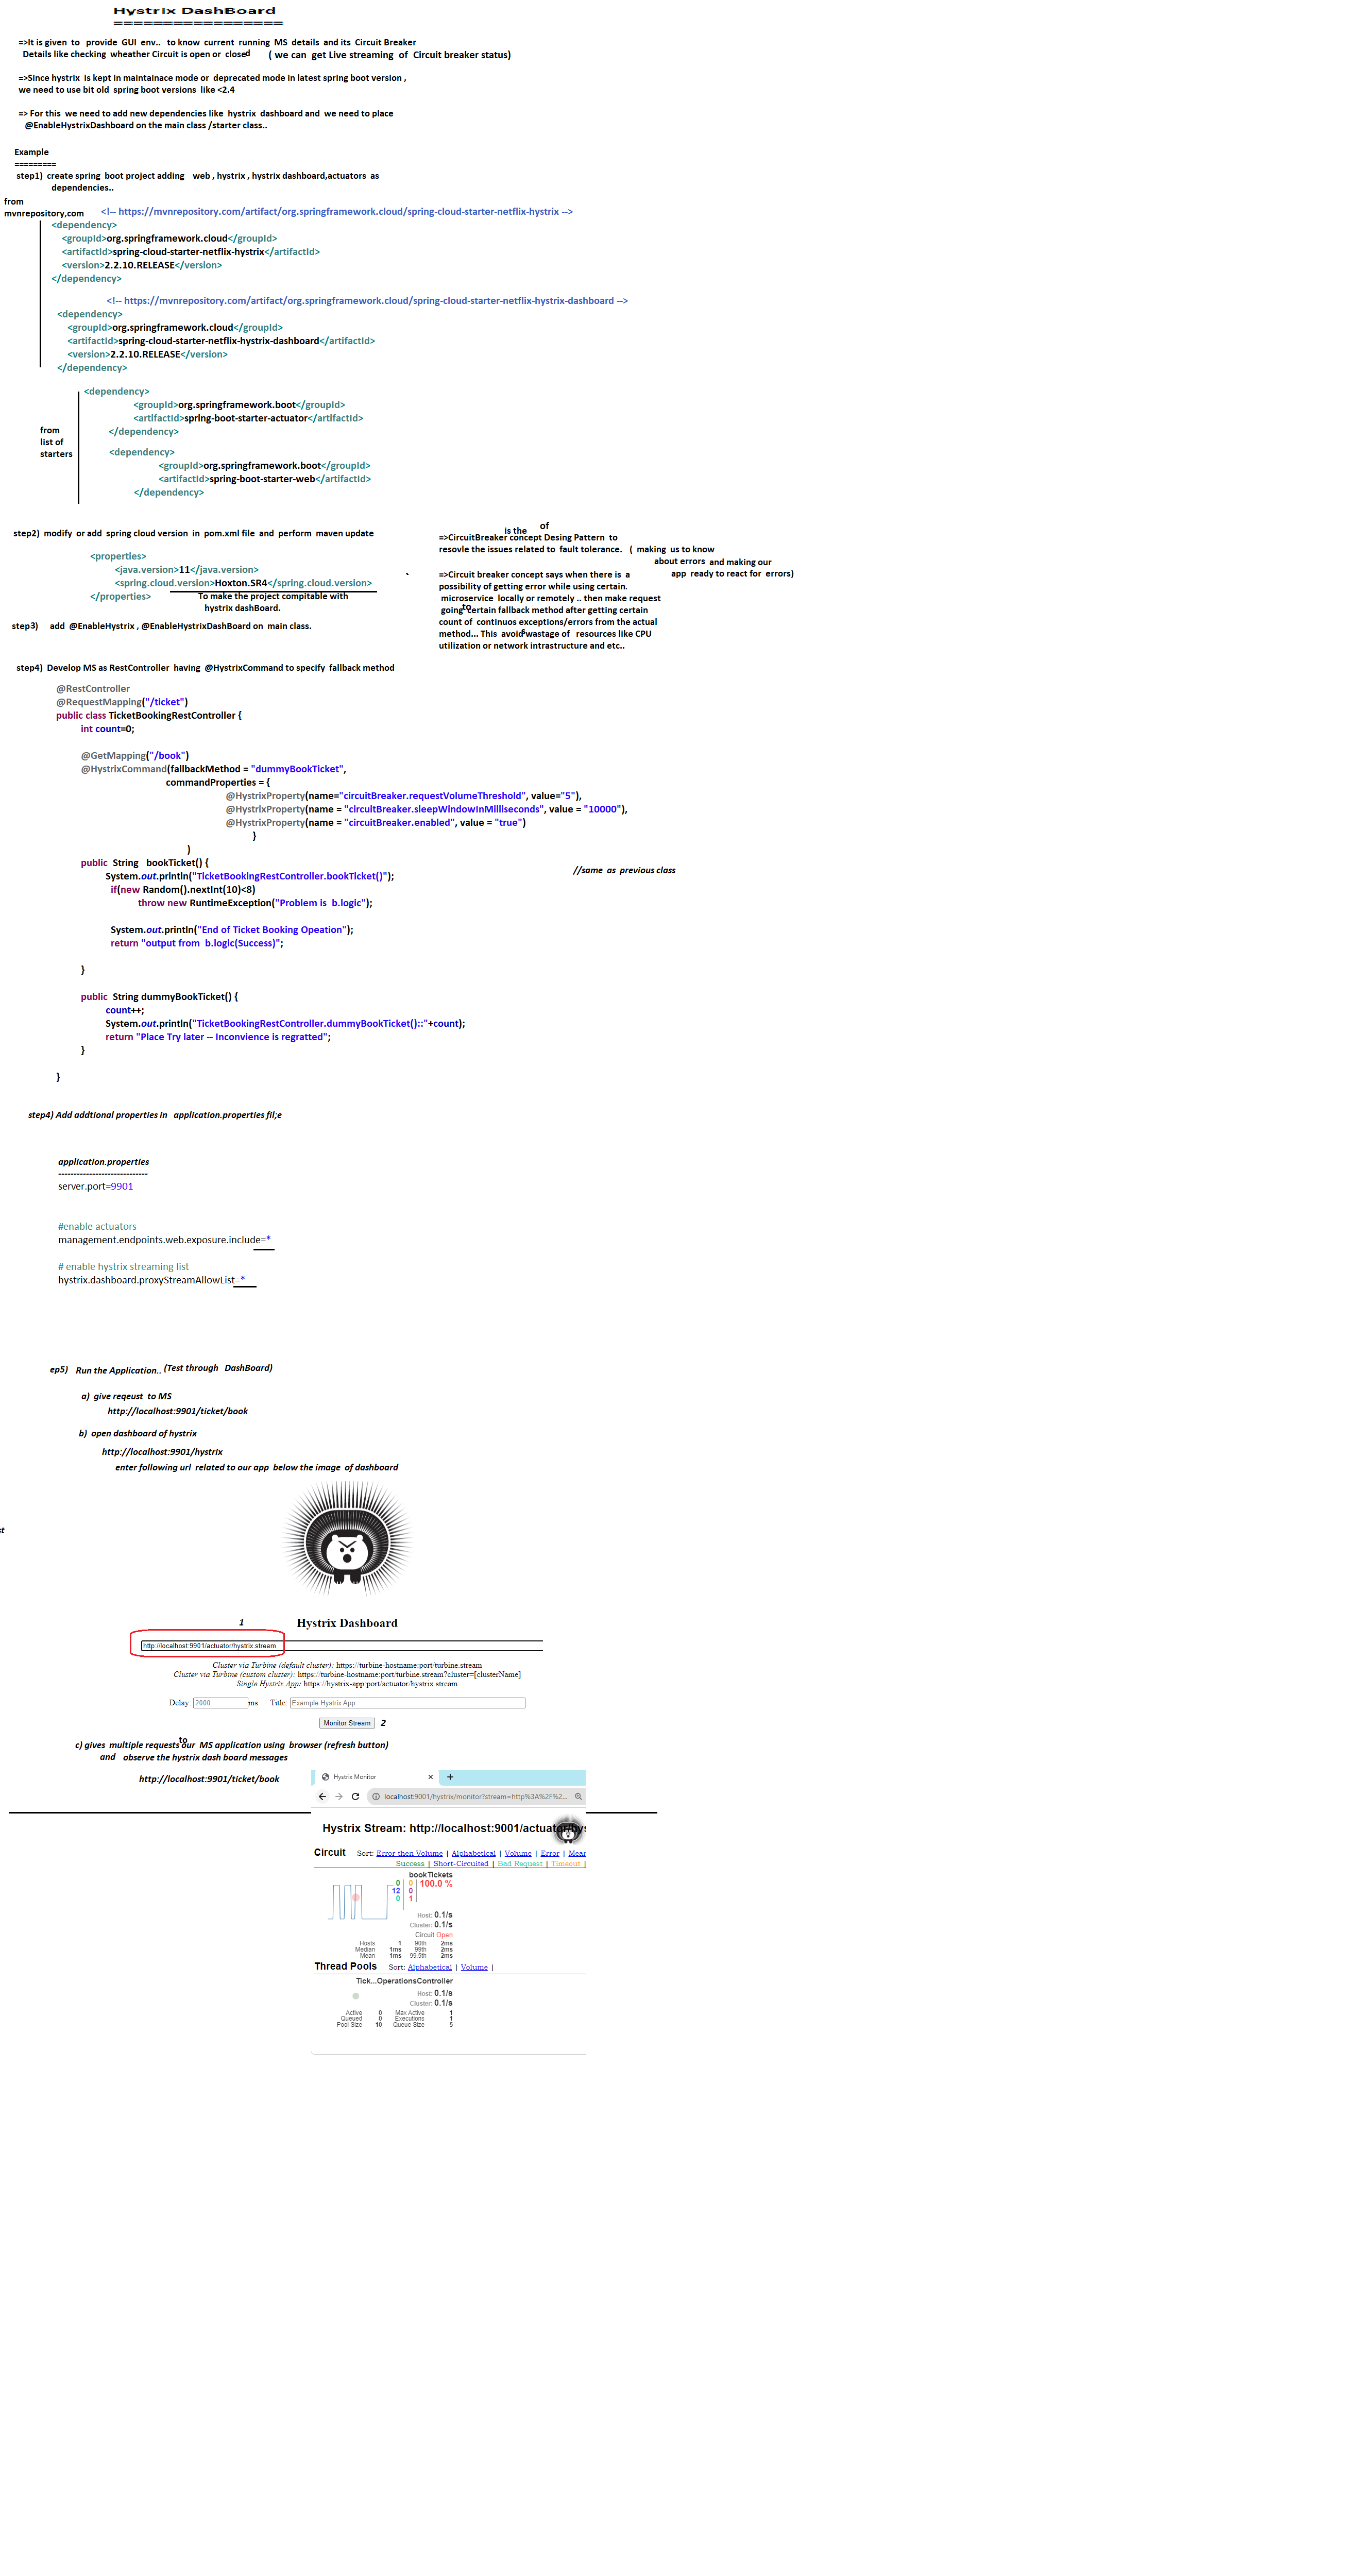 Hystrix DashBoard
=================
=>It is given to provide GUI env.. to know current running MS details and its Circuit Breaker
Details like checking wheather Circuit is open or closed ( we can get Live streaming of Circuit breaker status)
=>Since hystrix is kept in maintainace mode or deprecated mode in latest spring boot version ,
we need to use bit old spring boot versions like <2.4
=> For this we need to add new dependencies like hystrix dashboard and we need to place
@EnableHystrixDashboard on the main class /starter class..
Example
=========
step1) create spring boot project adding web , hystrix , hystrix dashboard,actuators as
dependencies..
from
mvnrepository,com
<!-- https://mvnrepository.com/artifact/org.springframework.cloud/spring-cloud-starter-netflix-hystrix -->
<dependency>
<groupId>org.springframework.cloud</groupId>
<artifactId>spring-cloud-starter-netflix-hystrix</artifactId>
<version>2.2.10.RELEASE</version>
</dependency>
<!-- https://mvnrepository.com/artifact/org.springframework.cloud/spring-cloud-starter-netflix-hystrix-dashboard -->
<dependency>
<groupId>org.springframework.cloud</groupId>
<artifactId>spring-cloud-starter-netflix-hystrix-dashboard</artifactId>
<version>2.2.10.RELEASE</version>
</dependency>
from
list of
starters
<dependency>
<groupId>org.springframework.boot</groupId>
<artifactId>spring-boot-starter-actuator</artifactId>
</dependency>
<dependency>
<groupId>org.springframework.boot</groupId>
<artifactId>spring-boot-starter-web</artifactId>
</dependency>
step2) modify or add spring cloud version in pom.xml file and perform maven update
<properties>
<java.version>11</java.version>
<spring.cloud.version>Hoxton.SR4</spring.cloud.version>
</properties>
To make the project compitable with
hystrix dashBoard.
is the of
=>CircuitBreaker concept Desing Pattern to
resovle the issues related to fault tolerance. ( making us to know
about errors and making our
app ready to react for errors)
=>Circuit breaker concept says when there is a
possibility of getting error while using certain.
microservice locally or remotely .. then make request
going to certain fallback method after getting certain
count of continuos exceptions/errors from the actual
method... This avoids wastage of resources like CPU
utilization or network intrastructure and etc..
step3) add @EnableHystrix , @EnableHystrixDashBoard on main class.
step4) Develop MS as RestController having @HystrixCommand to specify fallback method
@RestController
@RequestMapping("/ticket")
public class TicketBookingRestController {
int count=0;
@GetMapping("/book")
@HystrixCommand(fallbackMethod = "dummyBookTicket",
commandProperties = {
@HystrixProperty(name="circuitBreaker.requestVolumeThreshold", value="5"),
@HystrixProperty(name = "circuitBreaker.sleepWindowInMilliseconds", value = "10000"),
@HystrixProperty(name = "circuitBreaker.enabled", value = "true")
}
)
public String bookTicket() {
System.out.println("TicketBookingRestController.bookTicket()");
//same as previous class
if(new Random().nextInt(10)<8)
throw new RuntimeException("Problem is b.logic");
System.out.println("End of Ticket Booking Opeation");
return "output from b.logic(Success)";
}
public String dummyBookTicket() {
count++;
System.out.println("TicketBookingRestController.dummyBookTicket()::"+count);
return "Place Try later -- Inconvience is regratted";
}
}
step4) Add addtional properties in application.properties fil;e
application.properties
-----------------------------
server.port=9901
#enable actuators
management.endpoints.web.exposure.include=*
# enable hystrix streaming list
hystrix.dashboard.proxyStreamAllowList=*
ep5) Run the Application.. (Test through DashBoard)
a) give reqeust to MS
http://localhost:9901/ticket/book
b) open dashboard of hystrix
http://localhost:9901/hystrix
enter following url related to our app below the image of dashboard
st
1 Hystrix Dashboard
http://localhost:9901/actuator/hystrix.stream
Cluster via Turbine (default cluster): https://turbine-hostname:port/turbine.stream
Cluster via Turbine (custom cluster): https://turbine-hostname:port/turbine.stream?cluster=[clusterName]
Single Hystrix App: https://hystrix-app:port/actuator/hystrix.stream
Delay: 2000 ms Title: Example Hystrix App
Monitor Stream 2
c) gives multiple requests to our MS application using browser (refresh button)
and observe the hystrix dash board messages
http://localhost:9901/ticket/book
Hystrix Monitor
localhost:9001/hystrix/monitor?stream=http%3A%2F%2...
Hystrix Stream: http://localhost:9001/actuator/hys
Circuit Sort: Error then Volume | Alphabetical | Volume | Error | Mear
Success | Short-Circuited | Bad Request | Timeout |
bookTickets
0 0 100.0 %
12 0
0 1
Host: 0.1/s
Cluster: 0.1/s
Circuit Open
Hosts 1 90th 2ms
Median 1ms 99th 2ms
Mean 1ms 99.5th 2ms
Thread Pools Sort: Alphabetical | Volume |
Tick...OperationsController
Host: 0.1/s
Cluster: 0.1/s
Active 0 Max Active 1
Queued 0 Executions 1
Pool Size 10 Queue Size 5